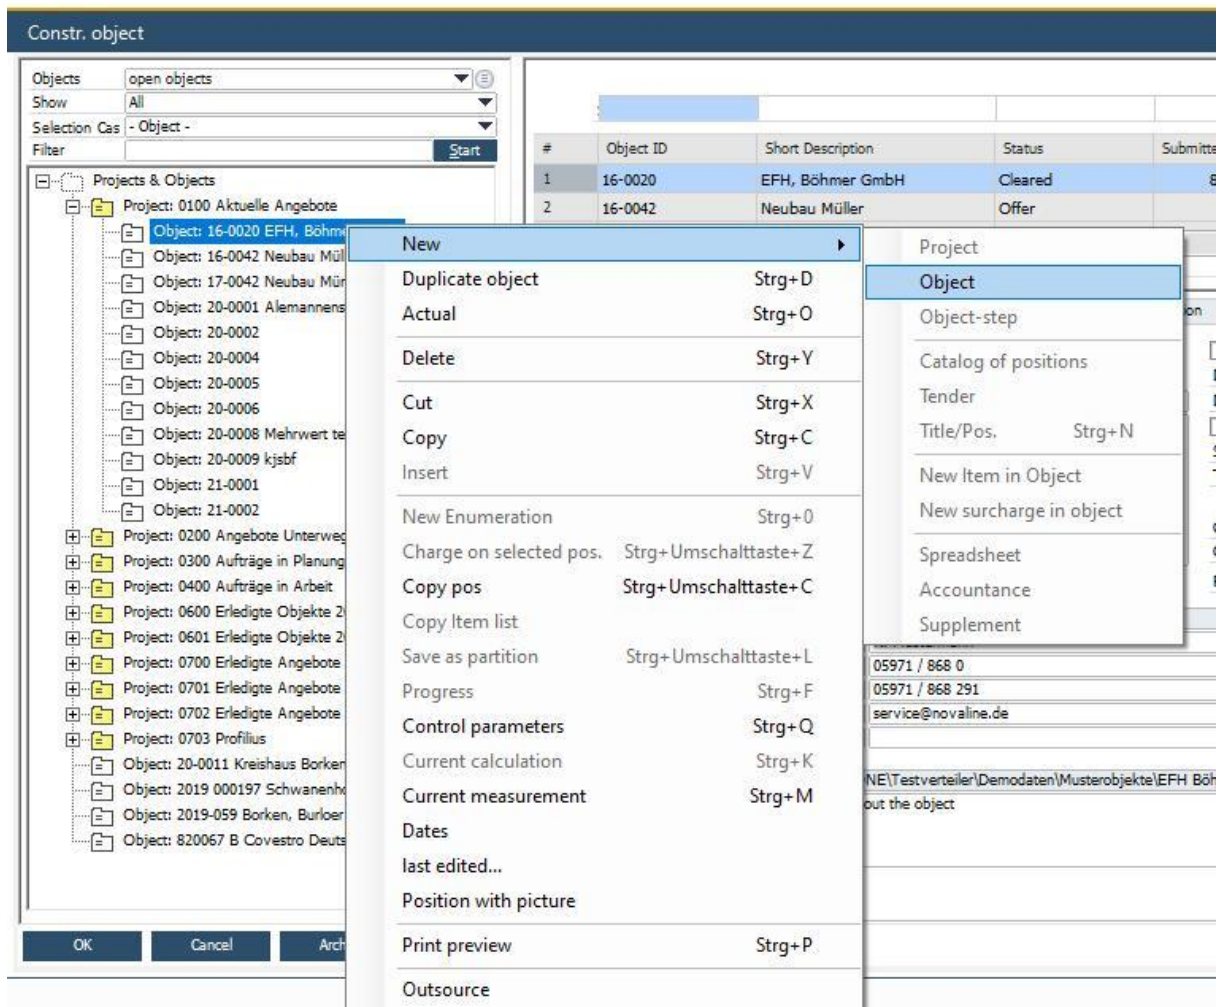 Constr. object
Objects open objects
Show All
Selection Cas - Object -
Filter Start
Projects & Objects
Project: 0100 Aktuelle Angebote
Object: 16-0020 EFH, Böhm
Object: 16-0042 Neubau Mül
Object: 17-0042 Neubau Mür
Object: 20-0001 Alemannens
Object: 20-0002
Object: 20-0004
Object: 20-0005
Object: 20-0006
Object: 20-0008 Mehrwert te
Object: 20-0009 kjsbf
Object: 21-0001
Object: 21-0002
Project: 0200 Angebote Unterweg
Project: 0300 Aufträge in Planung
Project: 0400 Aufträge in Arbeit
Project: 0600 Erledigte Objekte 2
Project: 0601 Erledigte Objekte 2
Project: 0700 Erledigte Angebote
Project: 0701 Erledigte Angebote
Project: 0702 Erledigte Angebote
Project: 0703 Profilius
Object: 20-0011 Kreishaus Borken
Object: 2019 000197 Schwanenh
Object: 2019-059 Borken, Burloer
Object: 820067 B Covestro Deuts
OK Cancel Arch
# Object ID Short Description Status Submitte
1 16-0020 EFH, Böhmer GmbH Cleared 8
2 16-0042 Neubau Müller Offer
New
Duplicate object Strg+D
Actual Strg+O
Delete Strg+Y
Cut Strg+X
Copy Strg+C
Insert Strg+V
New Enumeration Strg+0
Charge on selected pos. Strg+Umschalttaste+Z
Copy pos Strg+Umschalttaste+C
Copy Item list
Save as partition Strg+Umschalttaste+L
Progress Strg+F
Control parameters Strg+Q
Current calculation Strg+K
Current measurement Strg+M
Dates
last edited...
Position with picture
Print preview Strg+P
Outsource
Project
Object
Object-step
Catalog of positions
Tender
Title/Pos. Strg+N
New Item in Object
New surcharge in object
Spreadsheet
Accountance
Supplement
on
05971 / 868 0
05971 / 868 291
service@novaline.de
NE\Testverteiler\Demodaten\Musterobjekte\EFH Böh
out the object